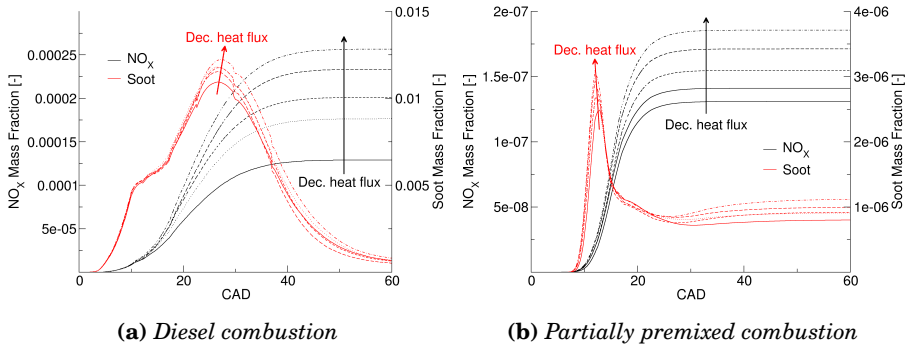 NOX Mass Fraction [-]
0.00025
0.0002
0.00015
0.0001
5e-05
NOX
Soot
Dec. heat flux
Dec. heat flux
0.015
0.01
0.005
0
Soot Mass Fraction [-]
0 20 40 60
CAD
(a) Diesel combustion
NOX Mass Fraction [-]
2e-07
1.5e-07
1e-07
5e-08
Dec. heat flux
Dec. heat flux
NOX
Soot
4e-06
3e-06
2e-06
1e-06
0
Soot Mass Fraction [-]
0 10 20 30 40 50 60
CAD
(b) Partially premixed combustion